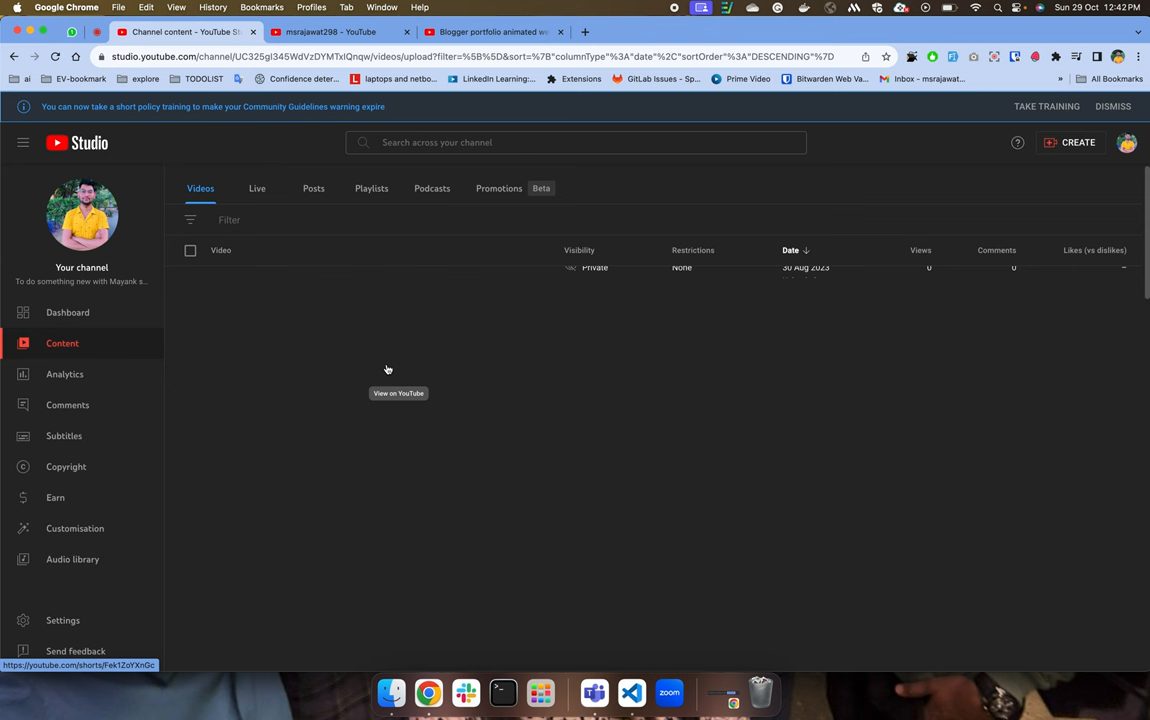 Google Chrome File Edit View History Bookmarks Profiles Tab Window Help Sun 29 Oct 12:42 PM
Channel content - YouTube St msrajawat298 - YouTube Blogger portfolio animated we
studio.youtube.com/channel/UC325gI345WdVzDYMTxIQnqw/videos/upload?filter=%5B%5D&sort=%7B"columnType"%3A"date"%2C"sortOrder"%3A"DESCENDING"%7D
ai EV-bookmark explore TODOLIST Confidence deter... laptops and netbo... LinkedIn Learning:... Extensions GitLab Issues - Sp... Prime Video Bitwarden Web Va... Inbox - msrajawat... » All Bookmarks
You can now take a short policy training to make your Community Guidelines warning expire TAKE TRAINING DISMISS
Studio Search across your channel CREATE
Videos Live Posts Playlists Podcasts Promotions Beta
Filter
Video Visibility Restrictions Date Views Comments Likes (vs dislikes)
Private None 30 Aug 2023 0 0 –
Your channel
To do something new with Mayank s...
Dashboard
Content
Analytics
View on YouTube
Comments
Subtitles
Copyright
Earn
Customisation
Audio library
Settings
Send feedback
https://youtube.com/shorts/Fek1ZoYXnGc
zoom